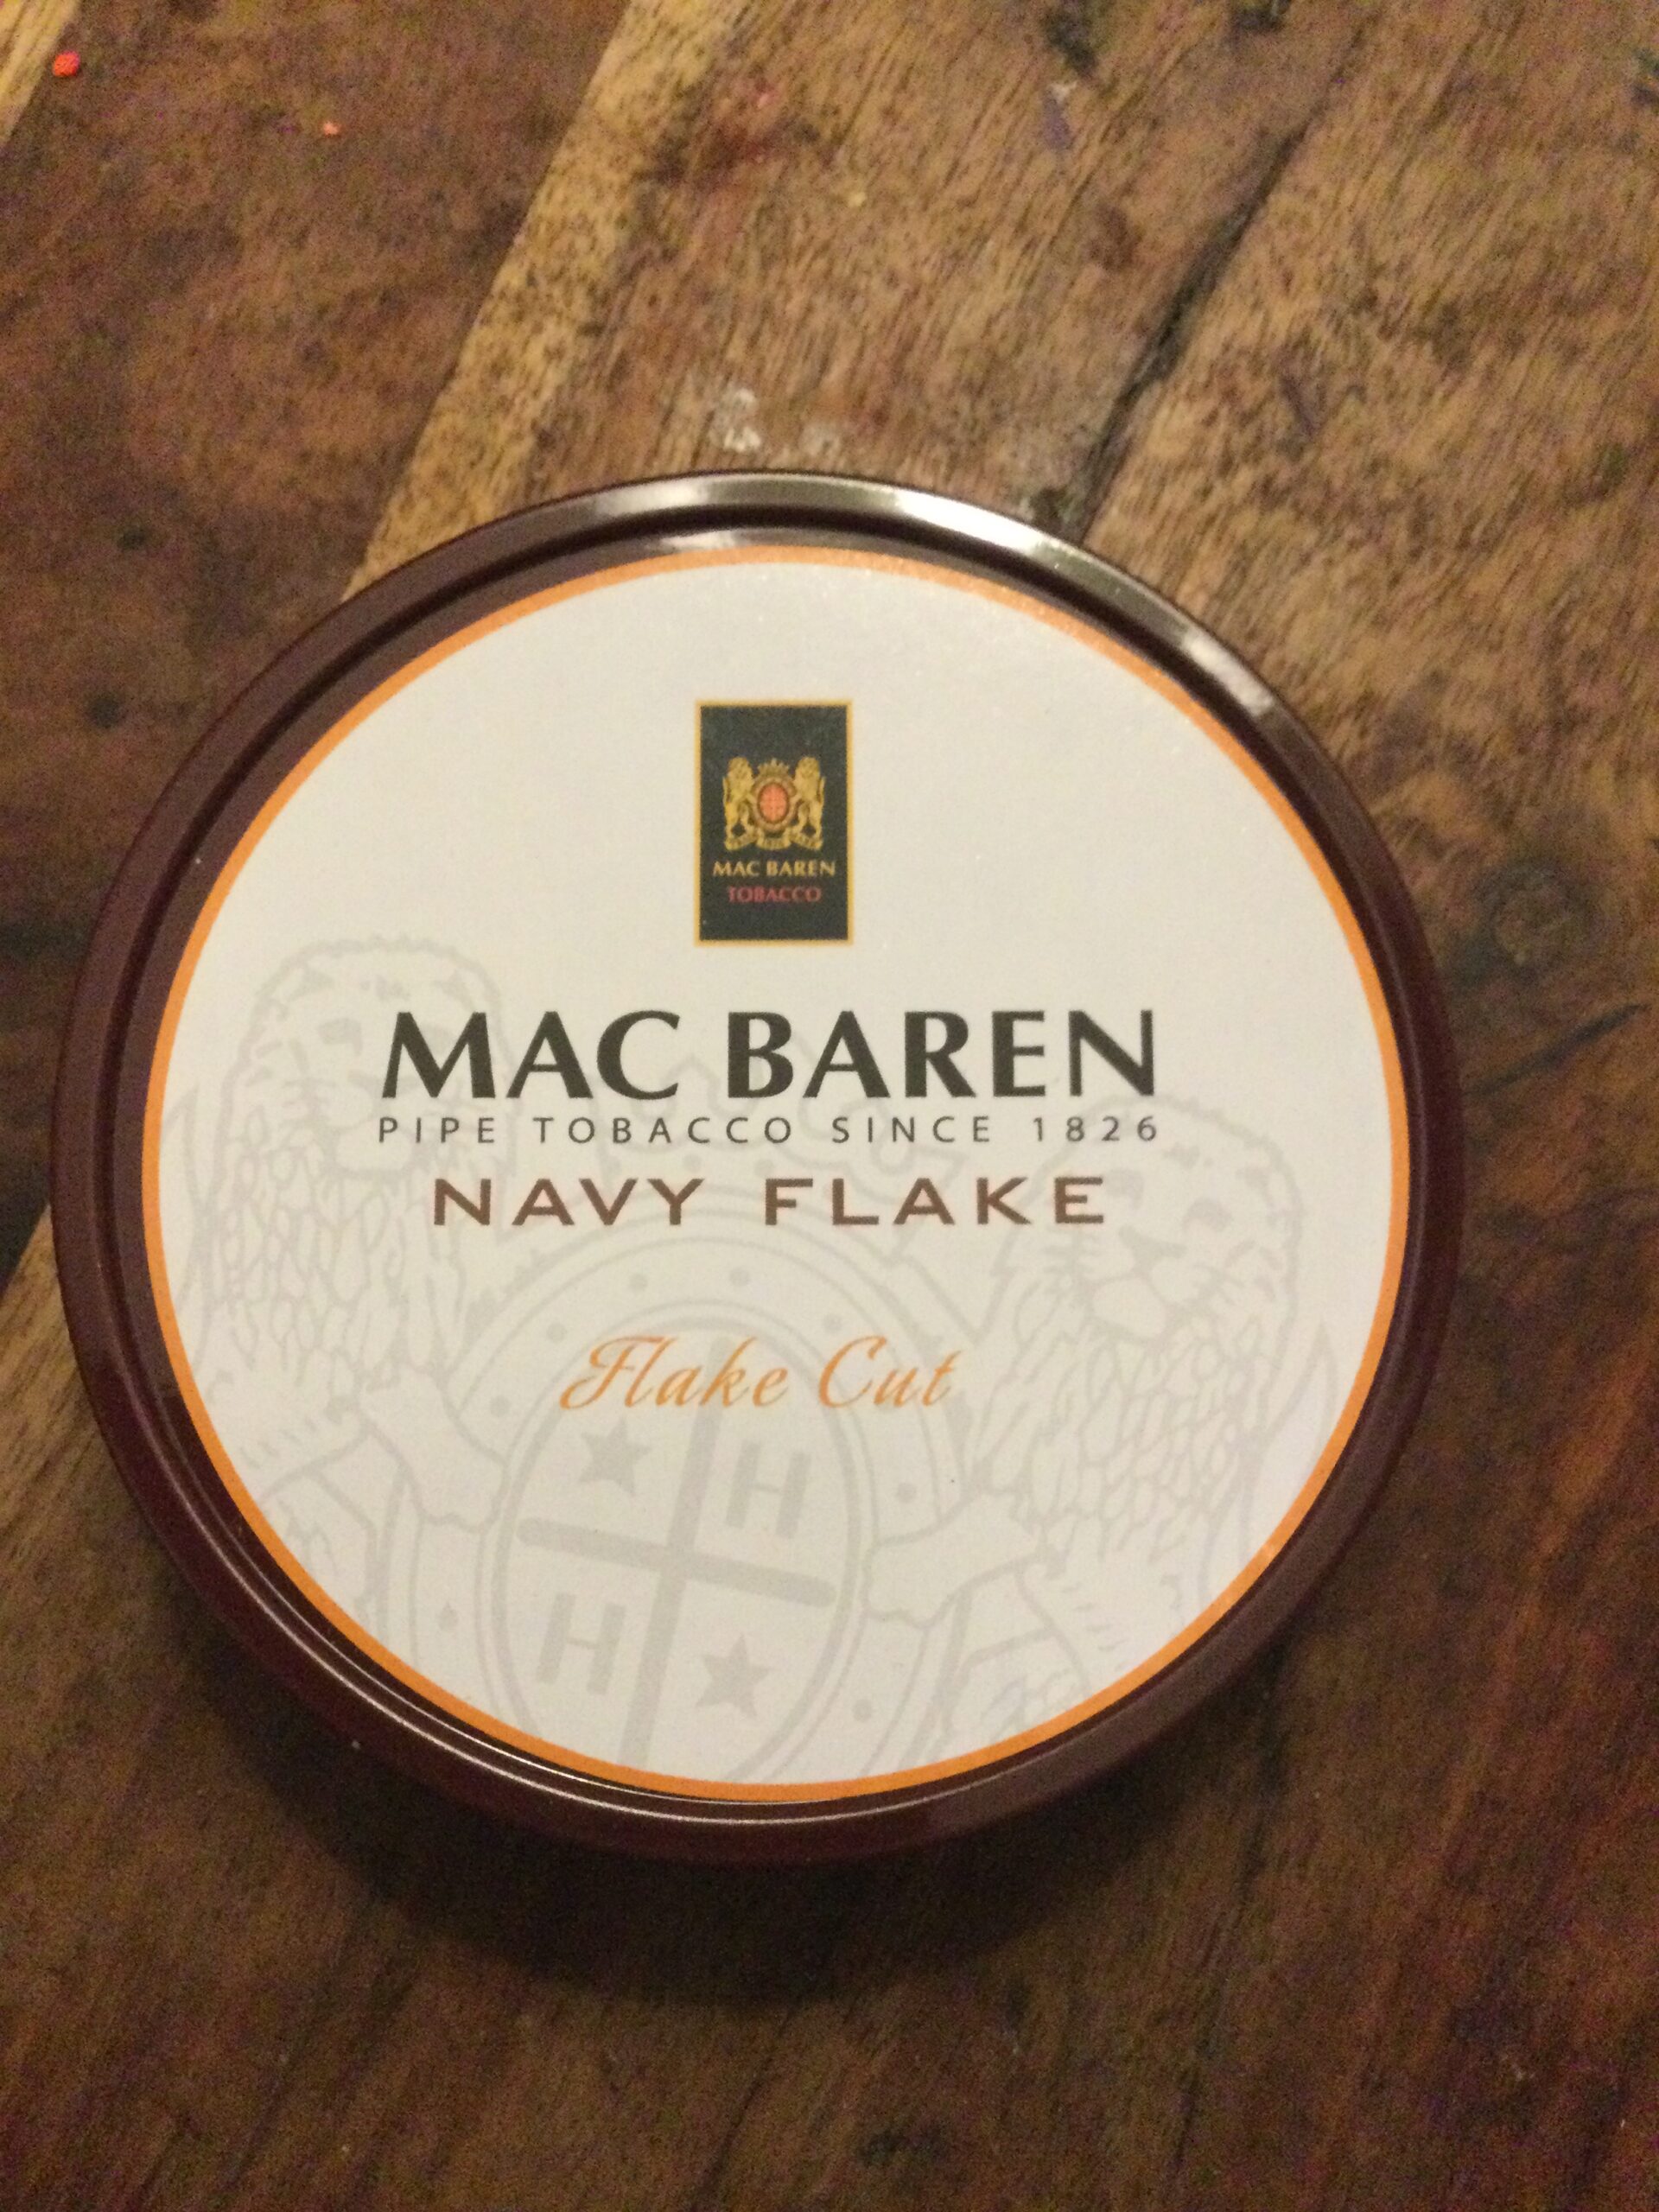 MAC BAREN
TOBACCO
MAC BAREN
PIPE TOBACCO SINCE 1826
NAVY FLAKE
Flake Cut
H
H